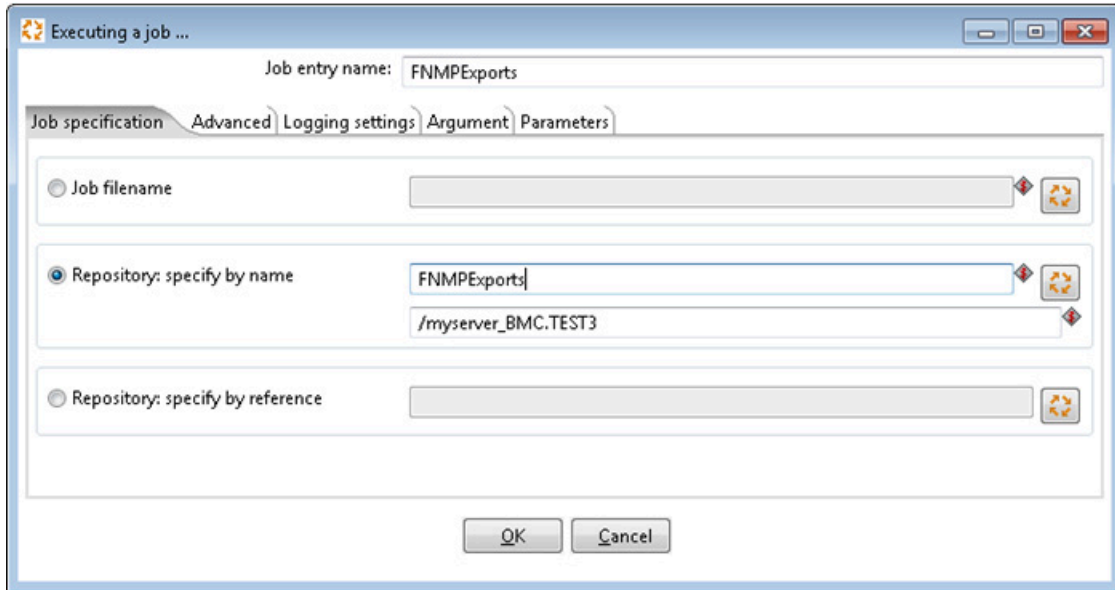 Executing a job ...
Job entry name: FNMPExports
Job specification Advanced Logging settings Argument Parameters
Job filename
Repository: specify by name FNMPExports
/myserver_BMC.TEST3
Repository: specify by reference
OK Cancel